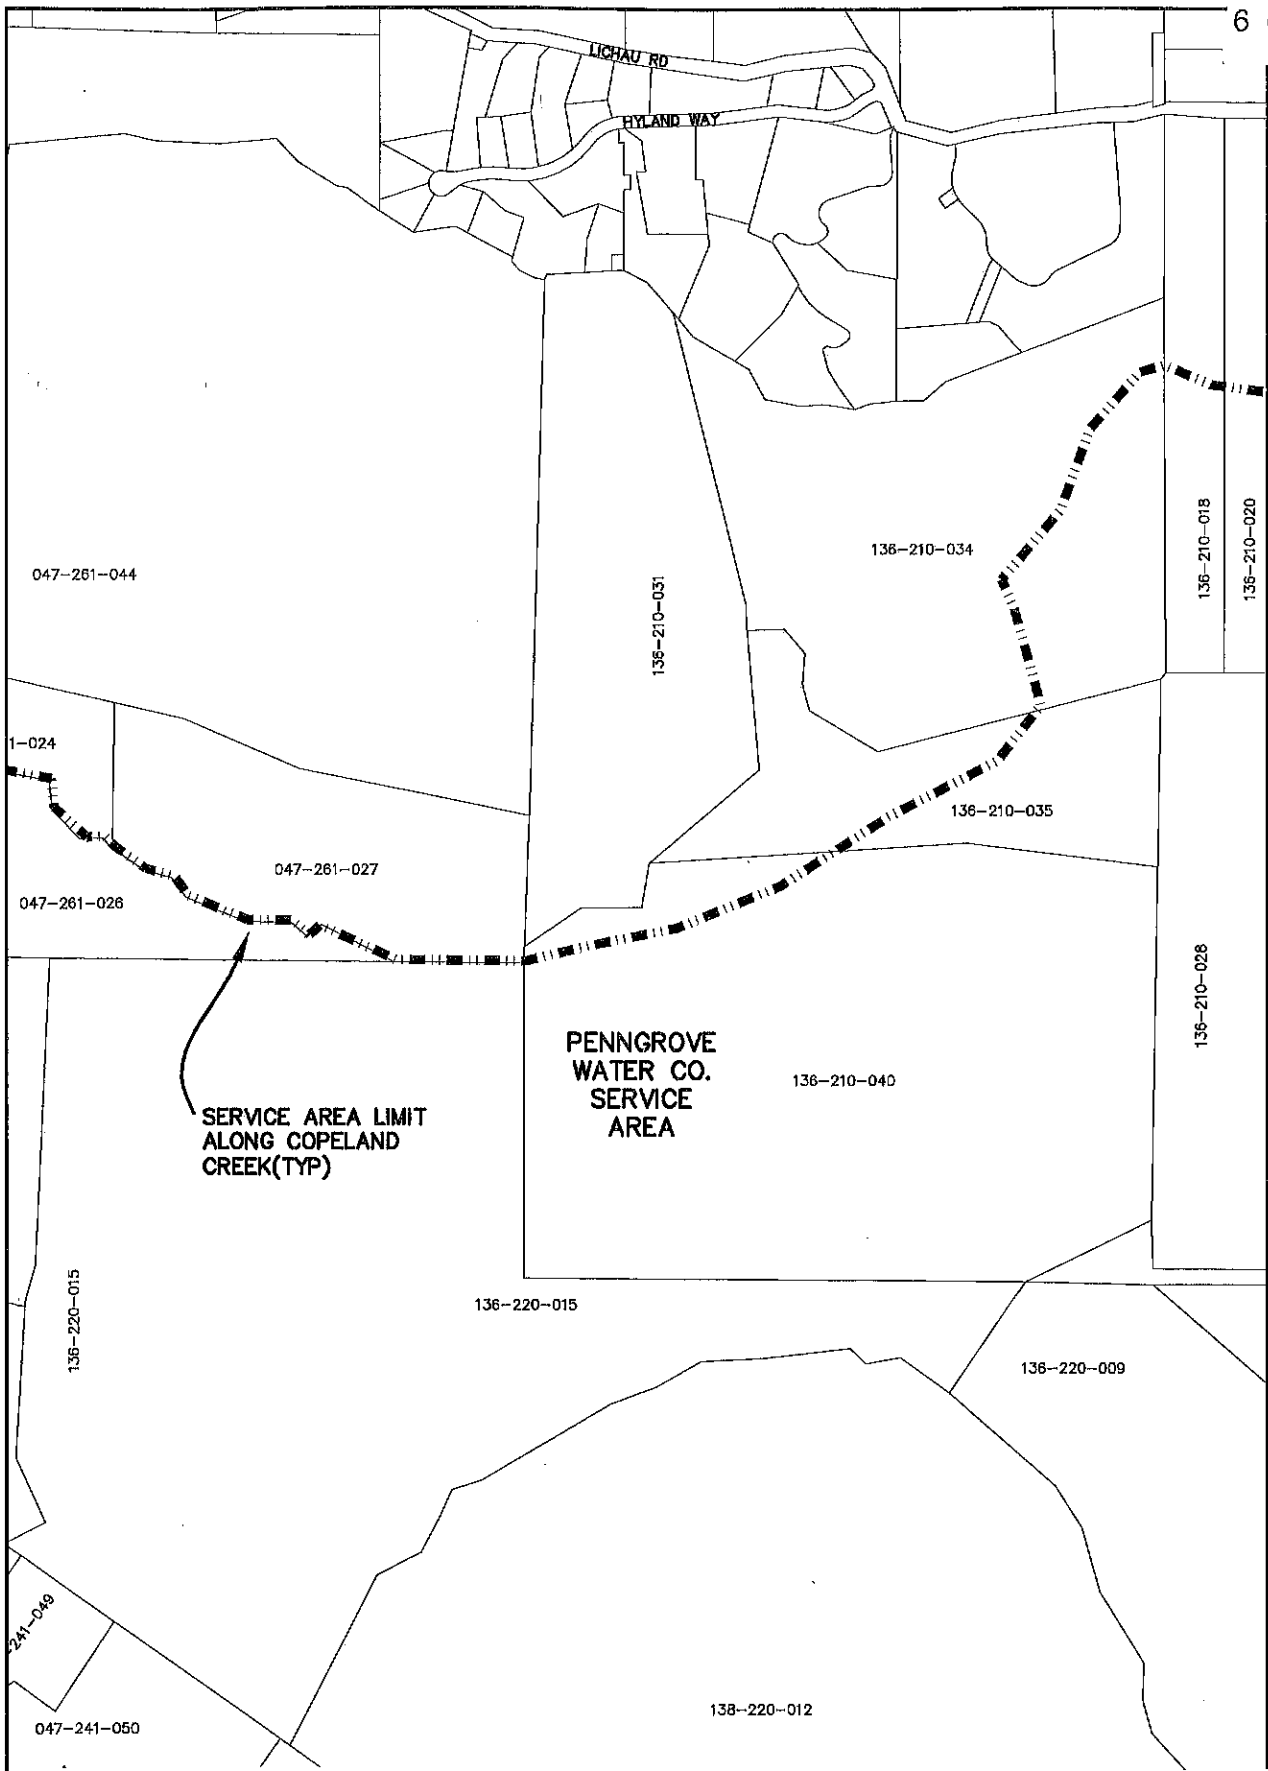 6
LICHAU RD
HYLAND WAY
136-210-034
136-210-018
136-210-020
047-261-044
136-210-031
1-024
136-210-035
047-261-027
047-261-026
136-210-028
PENNGROVE
WATER CO.
SERVICE
AREA
136-210-040
SERVICE AREA LIMIT
ALONG COPELAND
CREEK(TYP)
136-220-015
136-220-015
136-220-009
-241-049
138-220-012
047-241-050